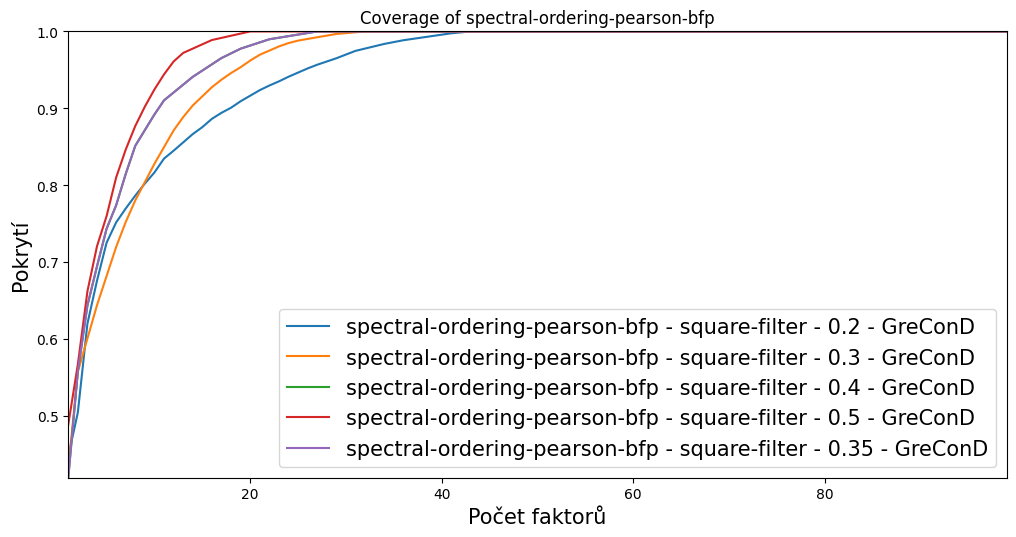 Coverage of spectral-ordering-pearson-bfp
1.0
0.9
0.8
0.7
0.6
0.5
Pokrytí
spectral-ordering-pearson-bfp - square-filter - 0.2 - GreConD
spectral-ordering-pearson-bfp - square-filter - 0.3 - GreConD
spectral-ordering-pearson-bfp - square-filter - 0.4 - GreConD
spectral-ordering-pearson-bfp - square-filter - 0.5 - GreConD
spectral-ordering-pearson-bfp - square-filter - 0.35 - GreConD
20 40 60 80
Počet faktorů